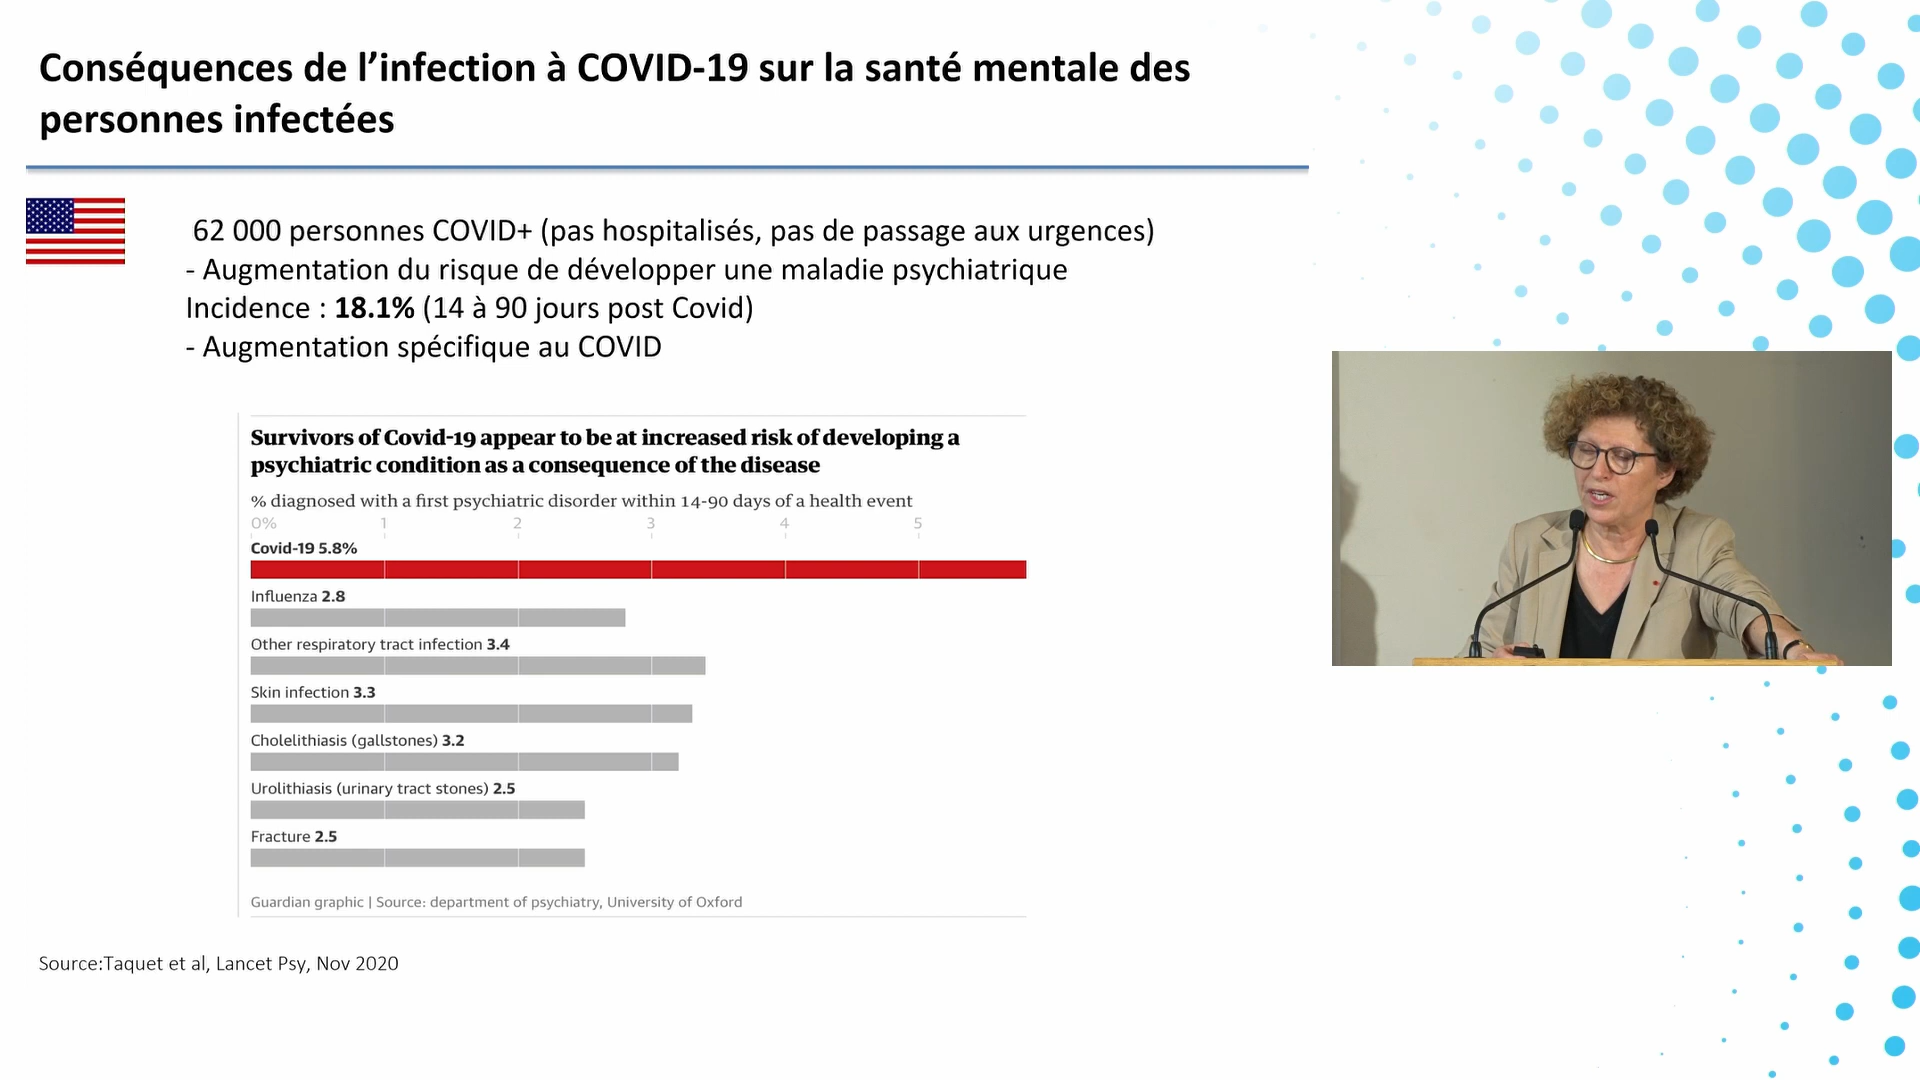 Conséquences de l’infection à COVID-19 sur la santé mentale des
personnes infectées
62 000 personnes COVID+ (pas hospitalisés, pas de passage aux urgences)
- Augmentation du risque de développer une maladie psychiatrique
Incidence : 18.1% (14 à 90 jours post Covid)
- Augmentation spécifique au COVID
Survivors of Covid-19 appear to be at increased risk of developing a
psychiatric condition as a consequence of the disease
% diagnosed with a first psychiatric disorder within 14-90 days of a health event
0% 1 2 3 4 5
Covid-19 5.8%
Influenza 2.8
Other respiratory tract infection 3.4
Skin infection 3.3
Cholelithiasis (gallstones) 3.2
Urolithiasis (urinary tract stones) 2.5
Fracture 2.5
Guardian graphic | Source: department of psychiatry, University of Oxford
Source:Taquet et al, Lancet Psy, Nov 2020